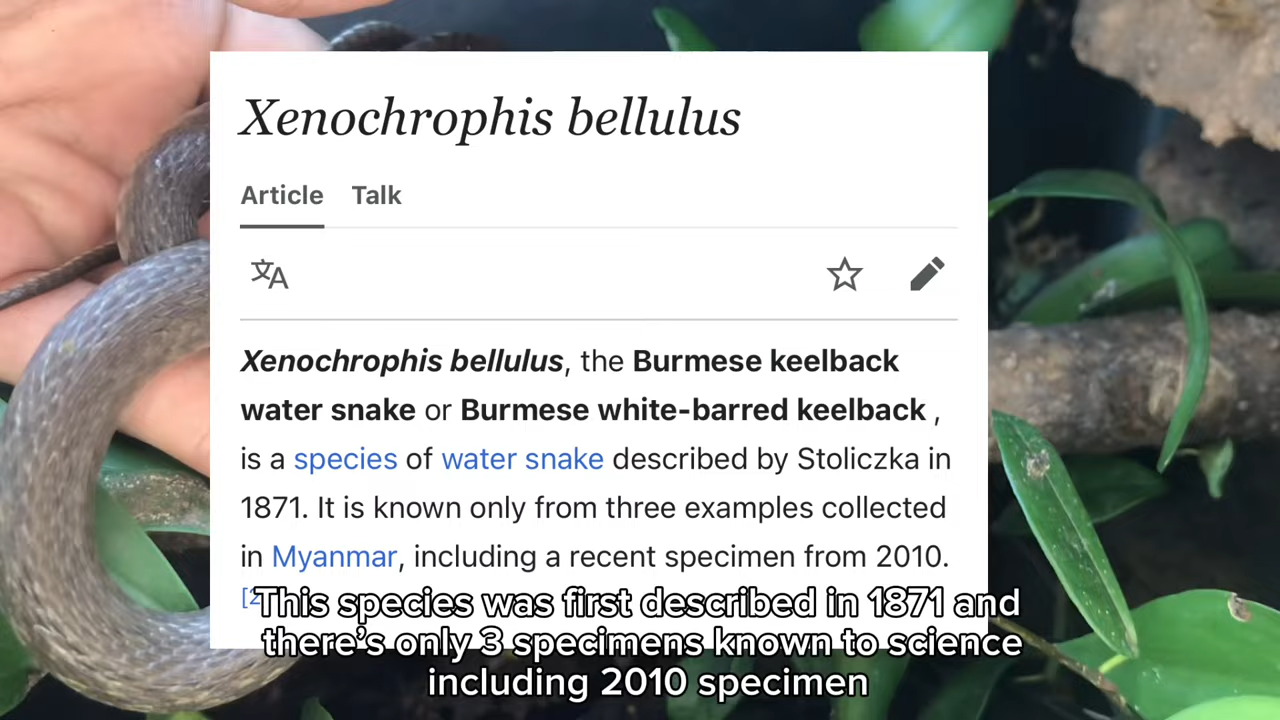 Xenochrophis bellulus
Article Talk
文A
Xenochrophis bellulus, the Burmese keelback
water snake or Burmese white-barred keelback ,
is a species of water snake described by Stoliczka in
1871. It is known only from three examples collected
in Myanmar, including a recent specimen from 2010.
[2
This species was first described in 1871 and
there's only 3 specimens known to science
including 2010 specimen